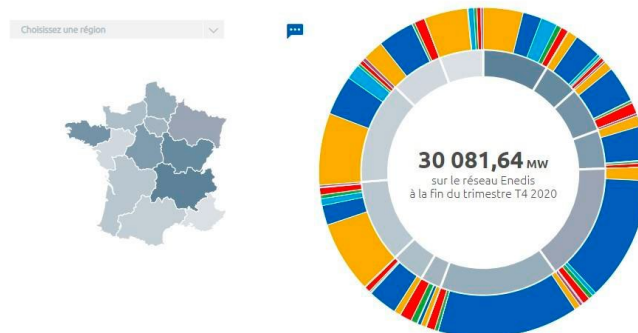 Choisissez une région
30 081,64 MW
sur le réseau Enedis
à la fin du trimestre T4 2020